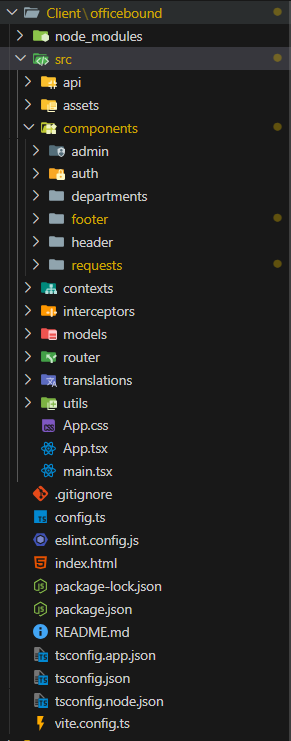 Client\officebound
node_modules
src
api
assets
components
admin
auth
departments
footer
header
requests
contexts
interceptors
models
router
translations
utils
App.css
App.tsx
main.tsx
.gitignore
config.ts
eslint.config.js
index.html
package-lock.json
package.json
README.md
tsconfig.app.json
tsconfig.json
tsconfig.node.json
vite.config.ts